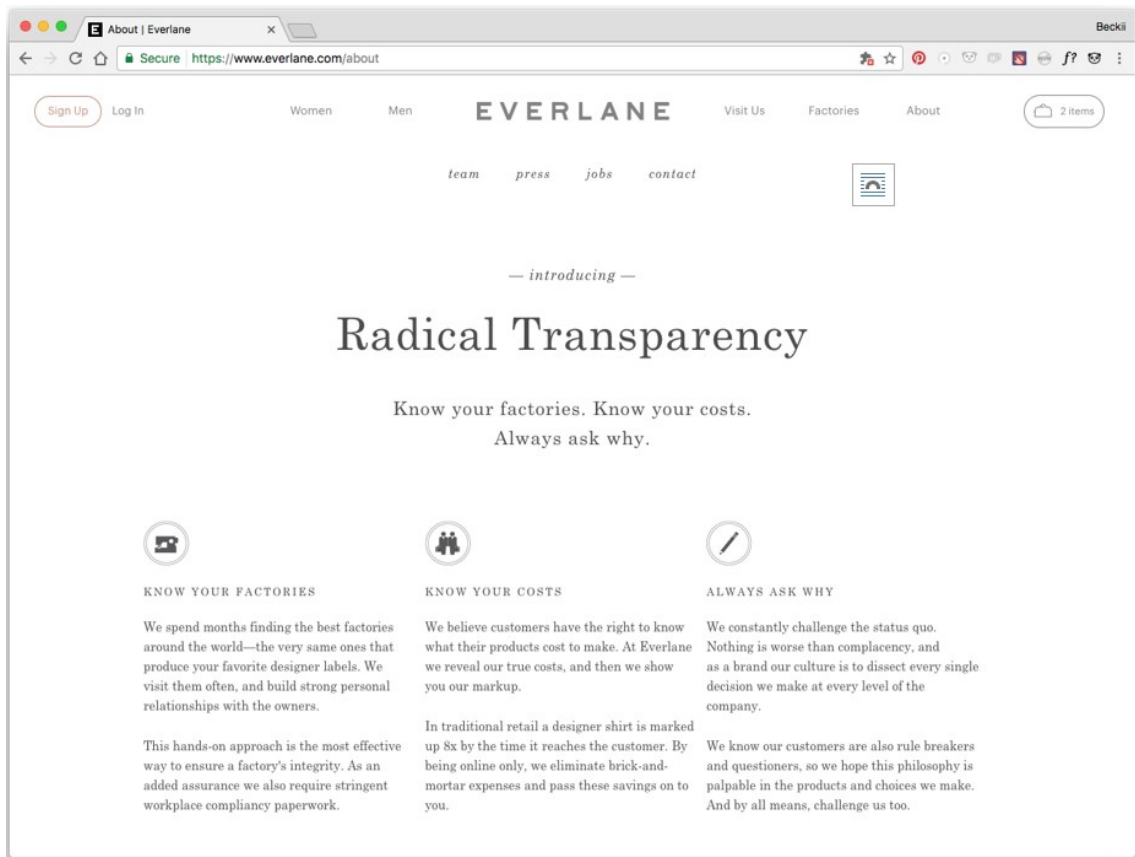 About | Everlane
Beckii
Secure https://www.everlane.com/about
f?
Sign Up Log In Women Men EVERLANE Visit Us Factories About 2 items
team press jobs contact
— introducing —
Radical Transparency
Know your factories. Know your costs.
Always ask why.
KNOW YOUR FACTORIES
We spend months finding the best factories
around the world—the very same ones that
produce your favorite designer labels. We
visit them often, and build strong personal
relationships with the owners.
This hands-on approach is the most effective
way to ensure a factory's integrity. As an
added assurance we also require stringent
workplace compliancy paperwork.
KNOW YOUR COSTS
We believe customers have the right to know
what their products cost to make. At Everlane
we reveal our true costs, and then we show
you our markup.
In traditional retail a designer shirt is marked
up 8x by the time it reaches the customer. By
being online only, we eliminate brick-and-
mortar expenses and pass these savings on to
you.
ALWAYS ASK WHY
We constantly challenge the status quo.
Nothing is worse than complacency, and
as a brand our culture is to dissect every single
decision we make at every level of the
company.
We know our customers are also rule breakers
and questioners, so we hope this philosophy is
palpable in the products and choices we make.
And by all means, challenge us too.